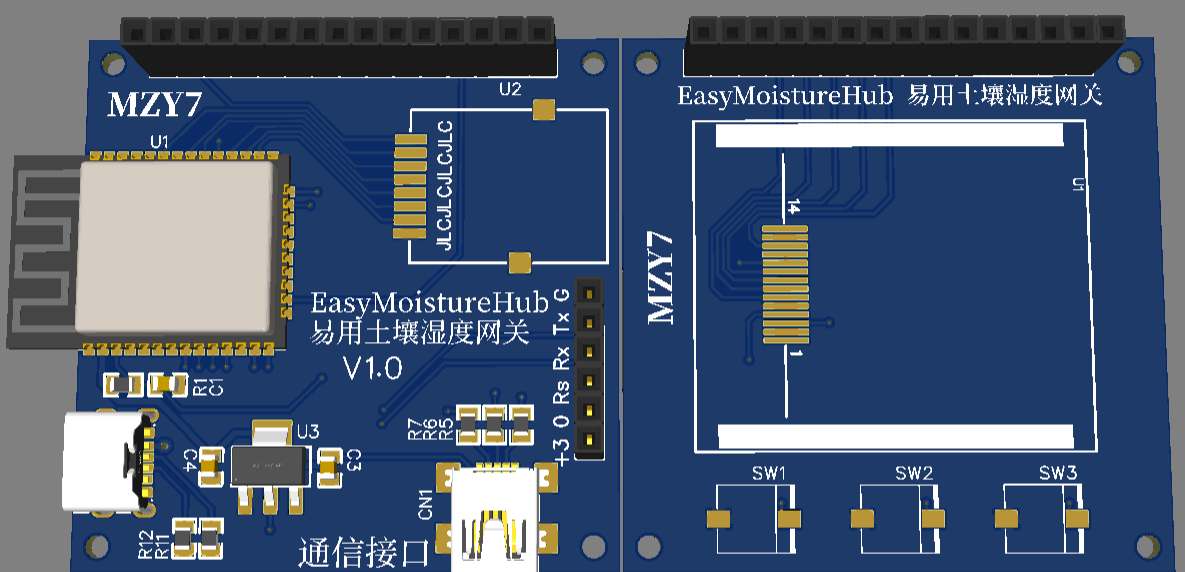 U2
MZY7
U1
JLCJLCJLCJLC
EasyMoistureHub
易用土壤湿度网关
V1.0
G
Tx
Rx
Rs
0
+3
R1
C1
U3
C4
C3
R7
R6
R5
CN1
R12
R11
通信接口
EasyMoistureHub 易用土壤湿度网关
U1
14
MZY7
1
SW1 SW2 SW3